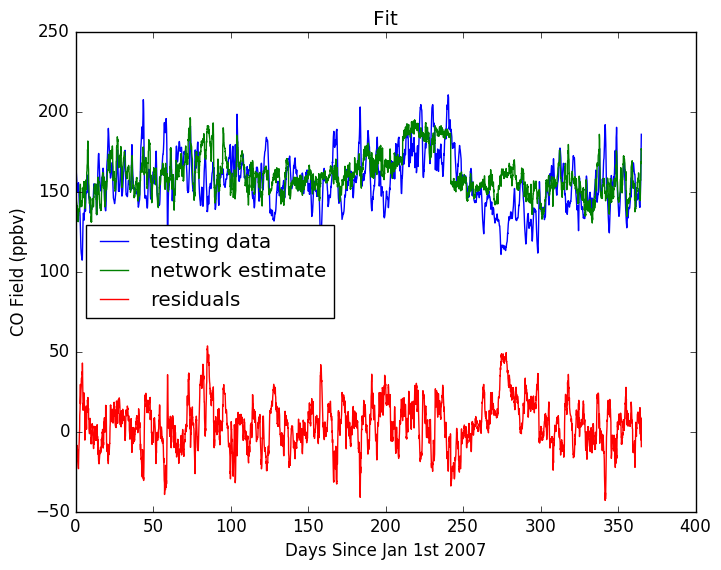 Fit
250
200
150
100
50
0
−50
CO Field (ppbv)
testing data
network estimate
residuals
0 50 100 150 200 250 300 350 400
Days Since Jan 1st 2007